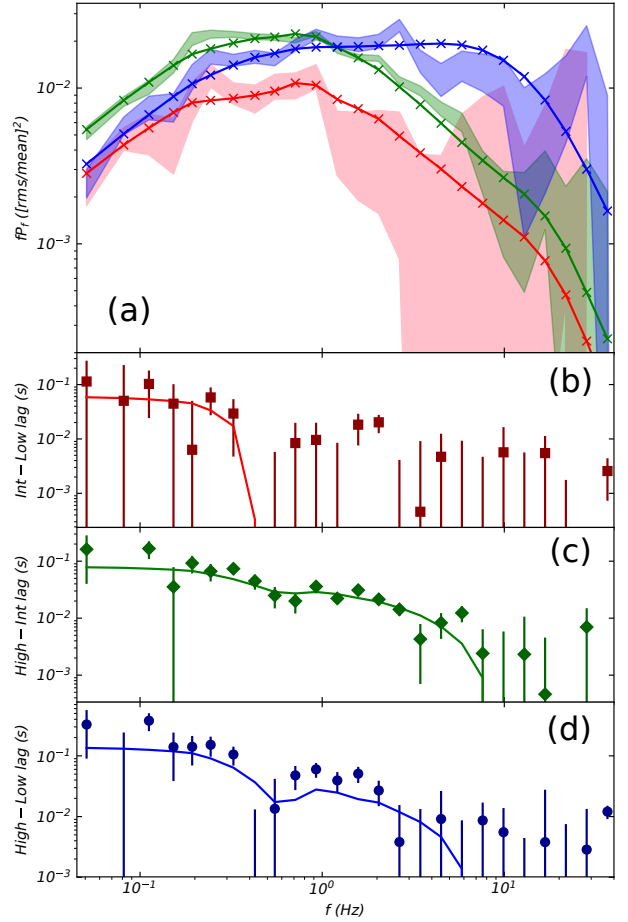 fP_f ([rms/mean]²)
10⁻²
10⁻³
(a)
Int − Low lag (s)
10⁻¹
10⁻²
10⁻³
(b)
High − Int lag (s)
10⁻¹
10⁻²
10⁻³
(c)
High − Low lag (s)
10⁻¹
10⁻²
10⁻³
(d)
10⁻¹ 10⁰ 10¹
f (Hz)